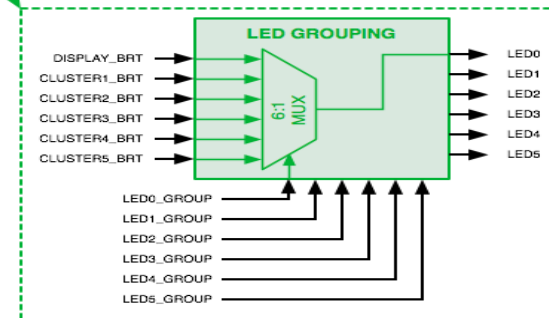 LED GROUPING
DISPLAY_BRT
CLUSTER1_BRT
CLUSTER2_BRT
CLUSTER3_BRT
CLUSTER4_BRT
CLUSTER5_BRT
6:1
MUX
LED0
LED1
LED2
LED3
LED4
LED5
LED0_GROUP
LED1_GROUP
LED2_GROUP
LED3_GROUP
LED4_GROUP
LED5_GROUP